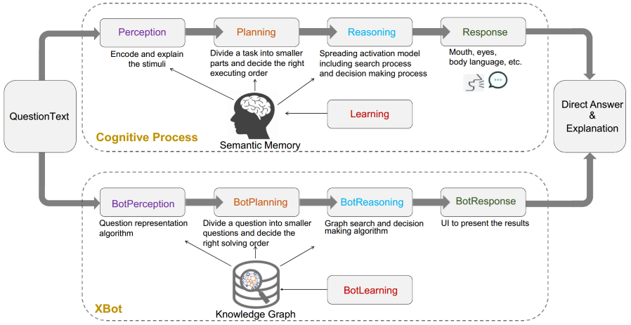 Perception
Planning
Reasoning
Response
Encode and explain
the stimuli
Divide a task into smaller
parts and decide the right
executing order
Spreading activation model
including search process
and decision making process
Mouth, eyes,
body language, etc.
QuestionText
Learning
Direct Answer
&
Explanation
Cognitive Process
Semantic Memory
BotPerception
BotPlanning
BotReasoning
BotResponse
Question representation
algorithm
Divide a question into smaller
questions and decide the
right solving order
Graph search and decision
making algorithm
UI to present the results
BotLearning
XBot
Knowledge Graph